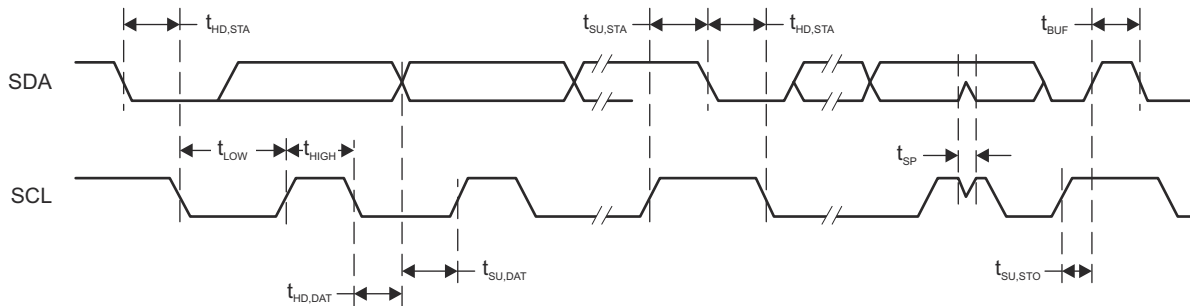 tHD,STA
tSU,STA
tHD,STA
tBUF
SDA
tLOW
tHIGH
tSP
SCL
tHD,DAT
tSU,DAT
tSU,STO